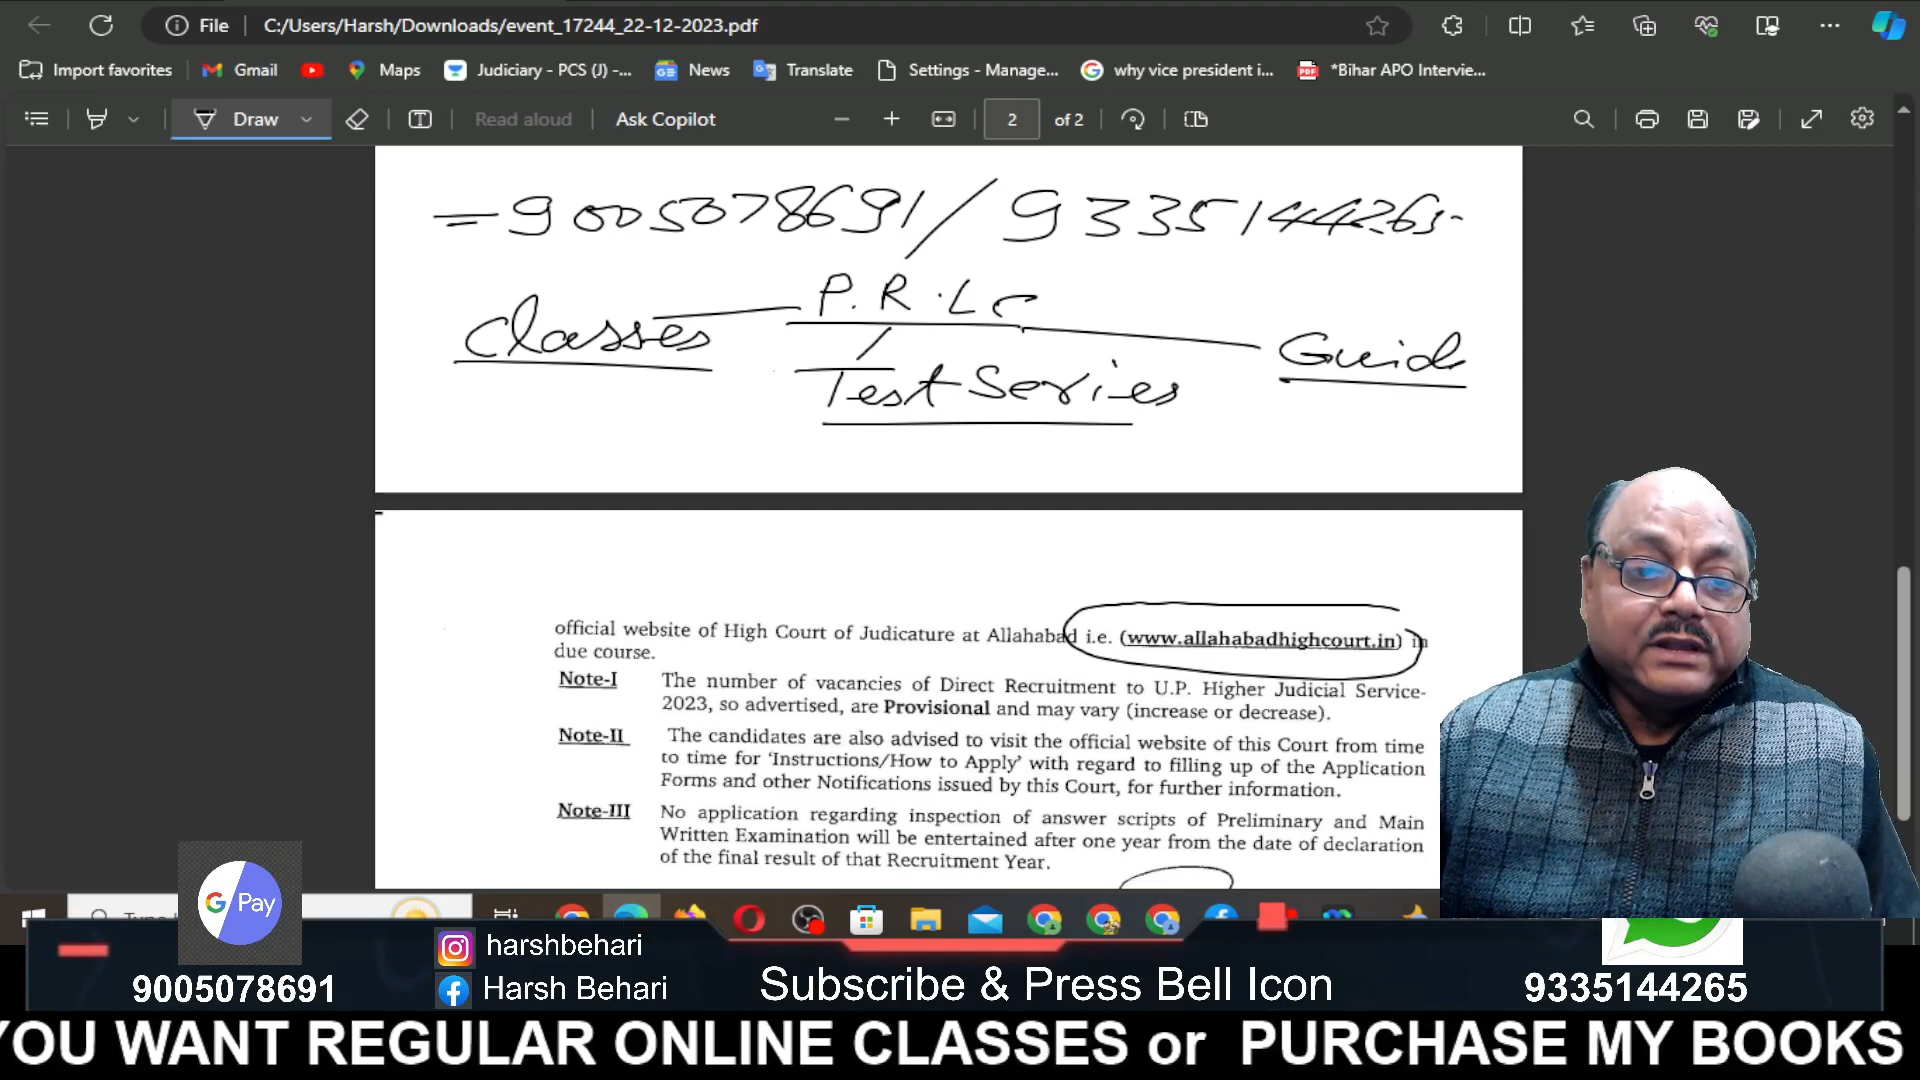 File C:/Users/Harsh/Downloads/event_17244_22-12-2023.pdf
Import favorites Gmail Maps Judiciary - PCS (J) -... News Translate Settings - Manage... why vice president i... *Bihar APO Intervie...
Draw Read aloud Ask Copilot 2 of 2
= 9005078691 / 9335144265
P. R. L
Classes Guide
Test Series
official website of High Court of Judicature at Allahabad i.e. (www.allahabadhighcourt.in) in
due course.
Note-I The number of vacancies of Direct Recruitment to U.P. Higher Judicial Service-
2023, so advertised, are Provisional and may vary (increase or decrease).
Note-II The candidates are also advised to visit the official website of this Court from time
to time for 'Instructions/How to Apply' with regard to filling up of the Application
Forms and other Notifications issued by this Court, for further information.
Note-III No application regarding inspection of answer scripts of Preliminary and Main
Written Examination will be entertained after one year from the date of declaration
of the final result of that Recruitment Year.
G Pay
9005078691
harshbehari
Harsh Behari
Subscribe & Press Bell Icon
9335144265
YOU WANT REGULAR ONLINE CLASSES or PURCHASE MY BOOKS